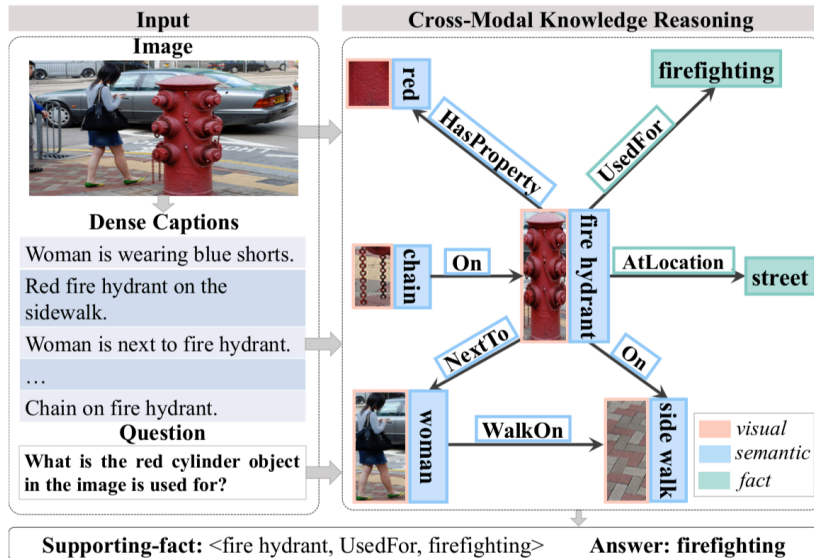 Input
Image
Dense Captions
Woman is wearing blue shorts.
Red fire hydrant on the
sidewalk.
Woman is next to fire hydrant.
...
Chain on fire hydrant.
Question
What is the red cylinder object
in the image is used for?
Cross-Modal Knowledge Reasoning
red
HasProperty
firefighting
UsedFor
chain
On
fire hydrant
AtLocation
street
NextTo
On
woman
WalkOn
side walk
visual
semantic
fact
Supporting-fact: <fire hydrant, UsedFor, firefighting>
Answer: firefighting